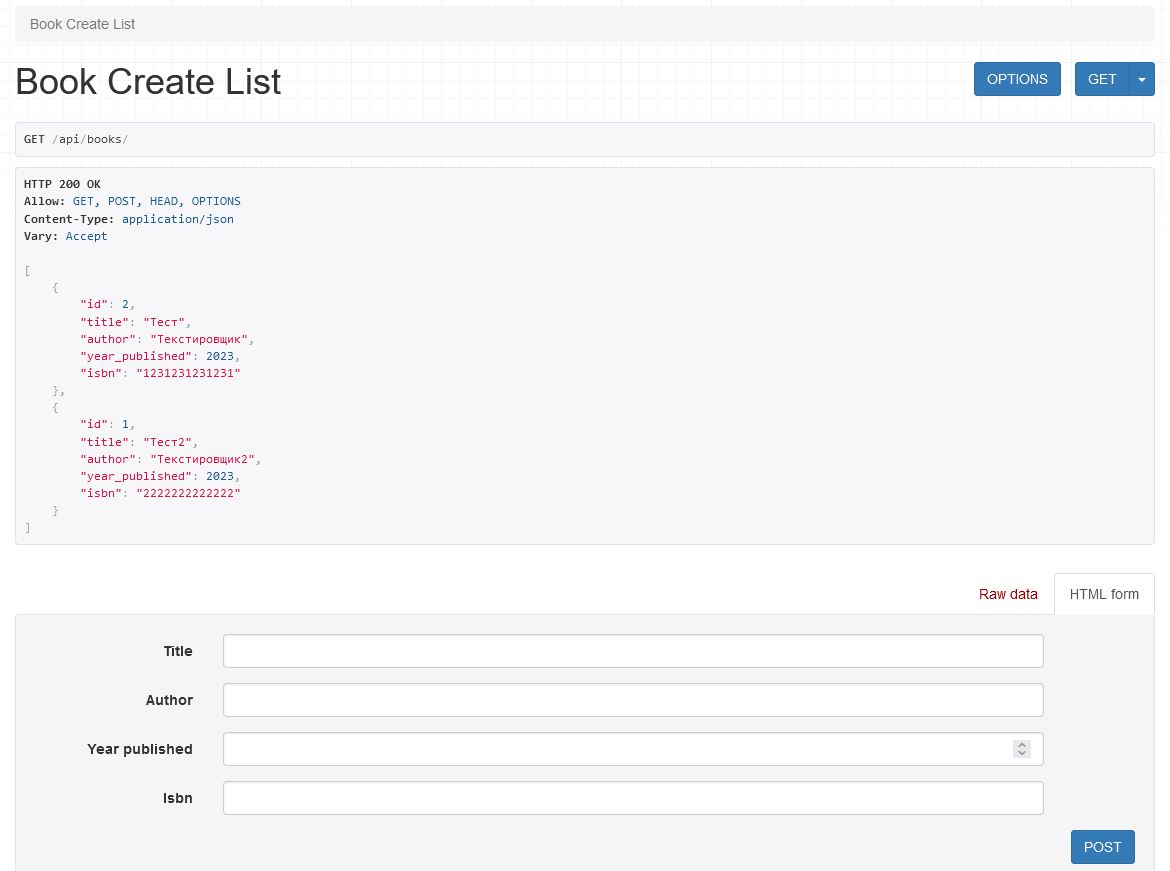 Book Create List
Book Create List
OPTIONS
GET
GET /api/books/
HTTP 200 OK
Allow: GET, POST, HEAD, OPTIONS
Content-Type: application/json
Vary: Accept
[
    {
        "id": 2,
        "title": "Тест",
        "author": "Текстировщик",
        "year_published": 2023,
        "isbn": "1231231231231"
    },
    {
        "id": 1,
        "title": "Тест2",
        "author": "Текстировщик2",
        "year_published": 2023,
        "isbn": "2222222222222"
    }
]
Raw data
HTML form
Title
Author
Year published
Isbn
POST